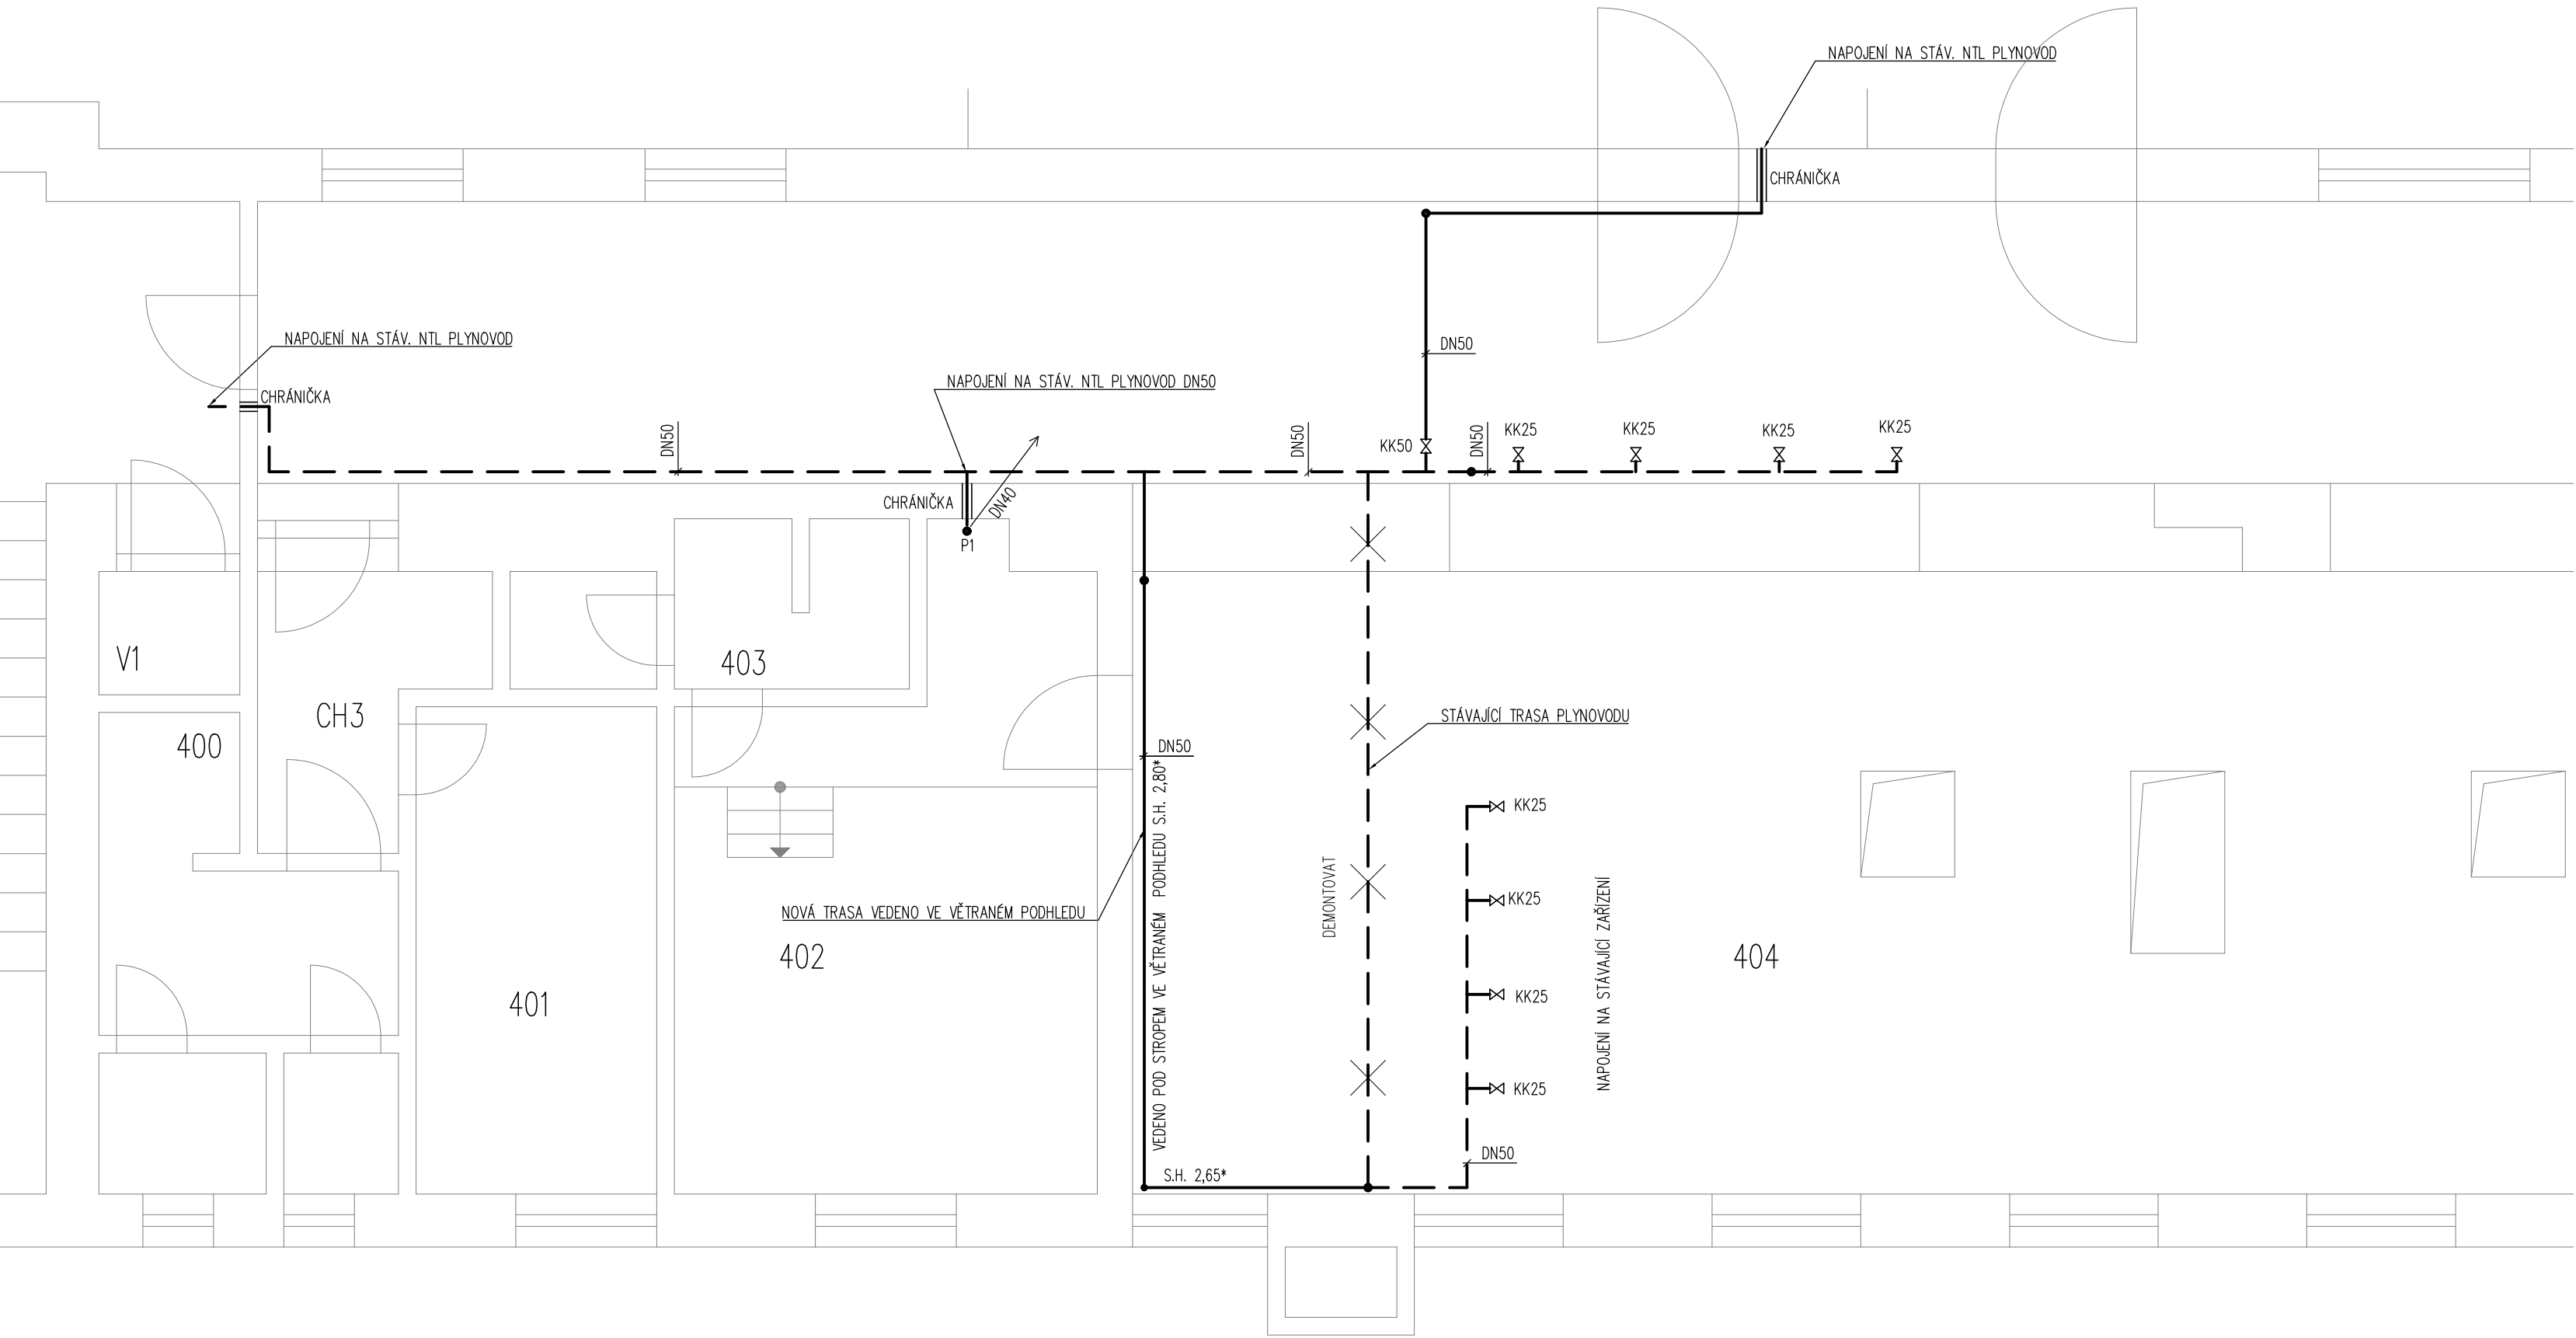 NAPOJENÍ NA STÁV. NTL PLYNOVOD
CHRÁNIČKA
NAPOJENÍ NA STÁV. NTL PLYNOVOD
CHRÁNIČKA
DN50
NAPOJENÍ NA STÁV. NTL PLYNOVOD DN50
DN50
DN50
KK50
DN50
KK25
KK25
KK25
KK25
CHRÁNIČKA
DN40
P1
V1
403
CH3
400
STÁVAJÍCÍ TRASA PLYNOVODU
DN50
VEDENO POD STROPEM VE VĚTRANÉM PODHLEDU S.H. 2,80*
KK25
DEMONTOVAT
KK25
NAPOJENÍ NA STÁVAJÍCÍ ZAŘÍZENÍ
NOVÁ TRASA VEDENO VE VĚTRANÉM PODHLEDU
402
404
401
KK25
KK25
DN50
S.H. 2,65*